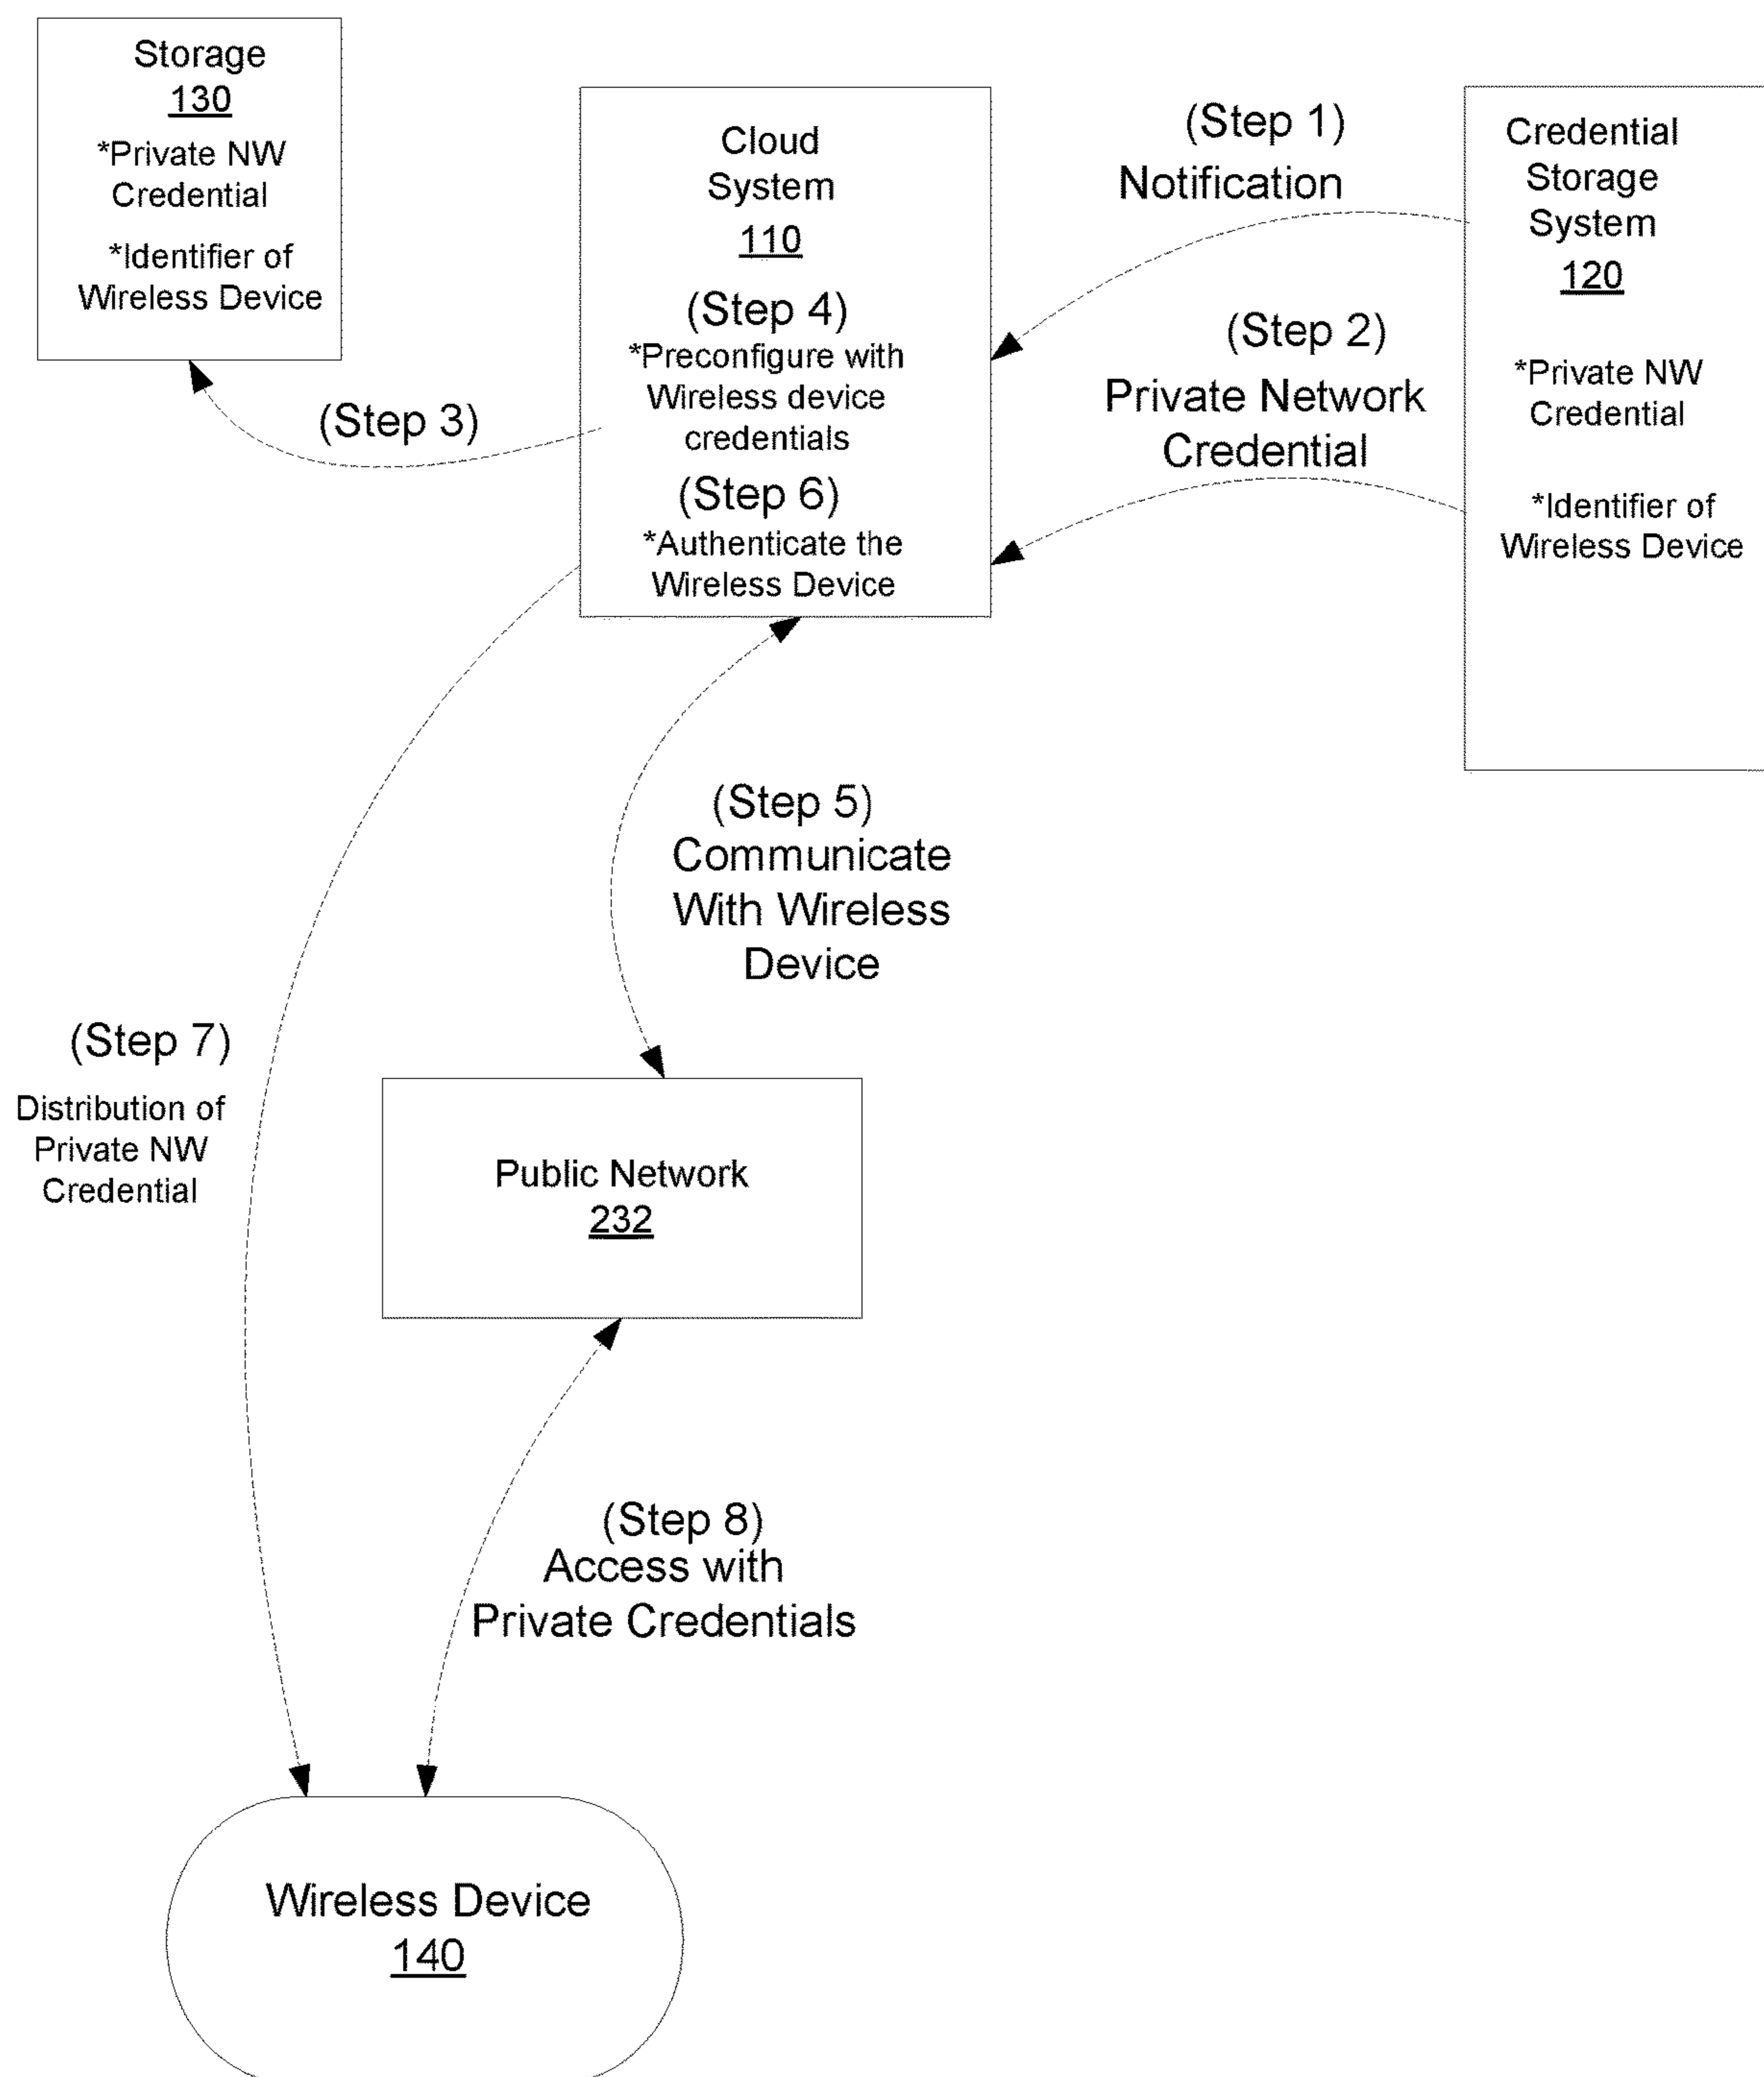 Storage
130
*Private NW
Credential
*Identifier of
Wireless Device
Cloud
System
110
(Step 4)
*Preconfigure with
Wireless device
credentials
(Step 6)
*Authenticate the
Wireless Device
(Step 1)
Notification
(Step 2)
Private Network
Credential
Credential
Storage
System
120
*Private NW
Credential
*Identifier of
Wireless Device
(Step 3)
(Step 5)
Communicate
With Wireless
Device
(Step 7)
Distribution of
Private NW
Credential
Public Network
232
(Step 8)
Access with
Private Credentials
Wireless Device
140